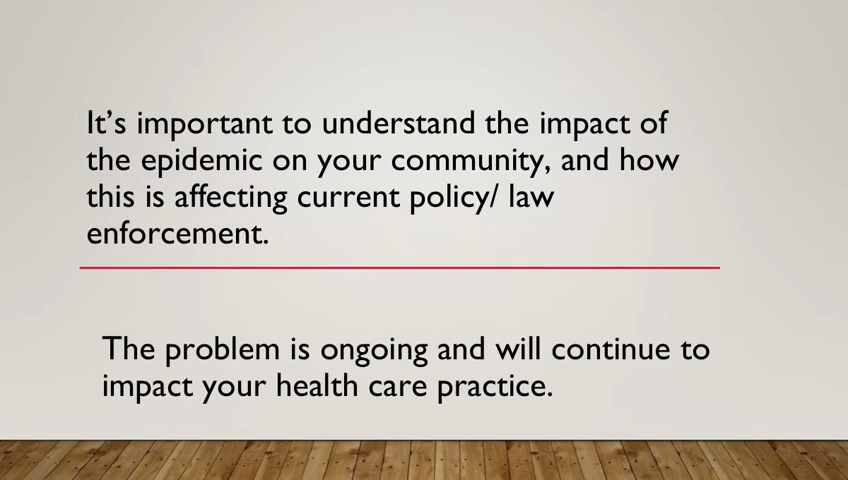 It’s important to understand the impact of
the epidemic on your community, and how
this is affecting current policy/ law
enforcement.
The problem is ongoing and will continue to
impact your health care practice.